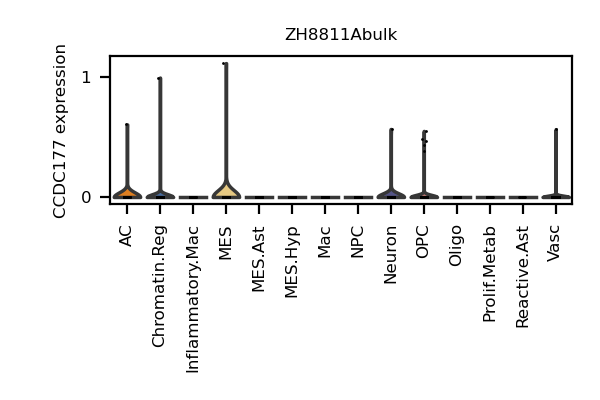 ZH8811Abulk
CCDC177 expression
1
0
AC
Chromatin.Reg
Inflammatory.Mac
MES
MES.Ast
MES.Hyp
Mac
NPC
Neuron
OPC
Oligo
Prolif.Metab
Reactive.Ast
Vasc